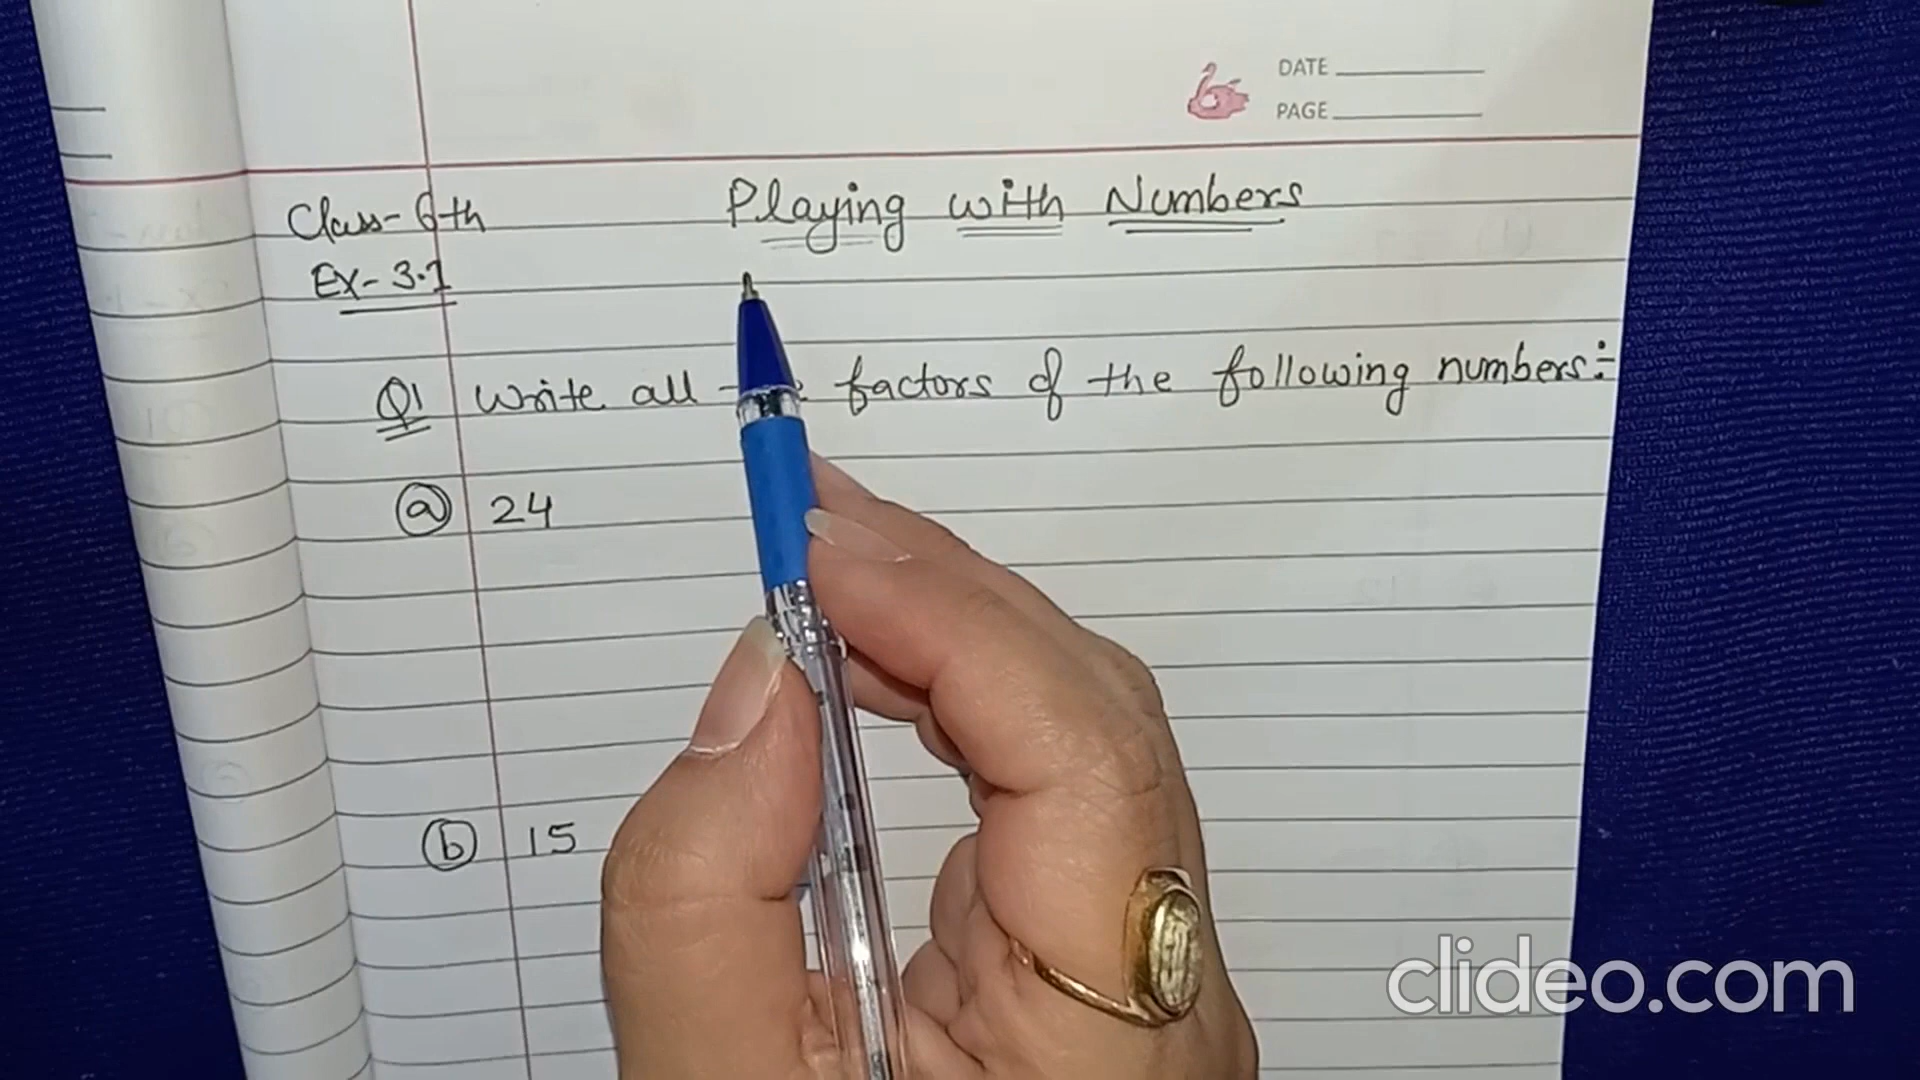 DATE
PAGE
Class-6th
Playing with Numbers
Ex-3.1
Q1 Write all the factors of the following numbers:-
(a) 24
(b) 15
clideo.com